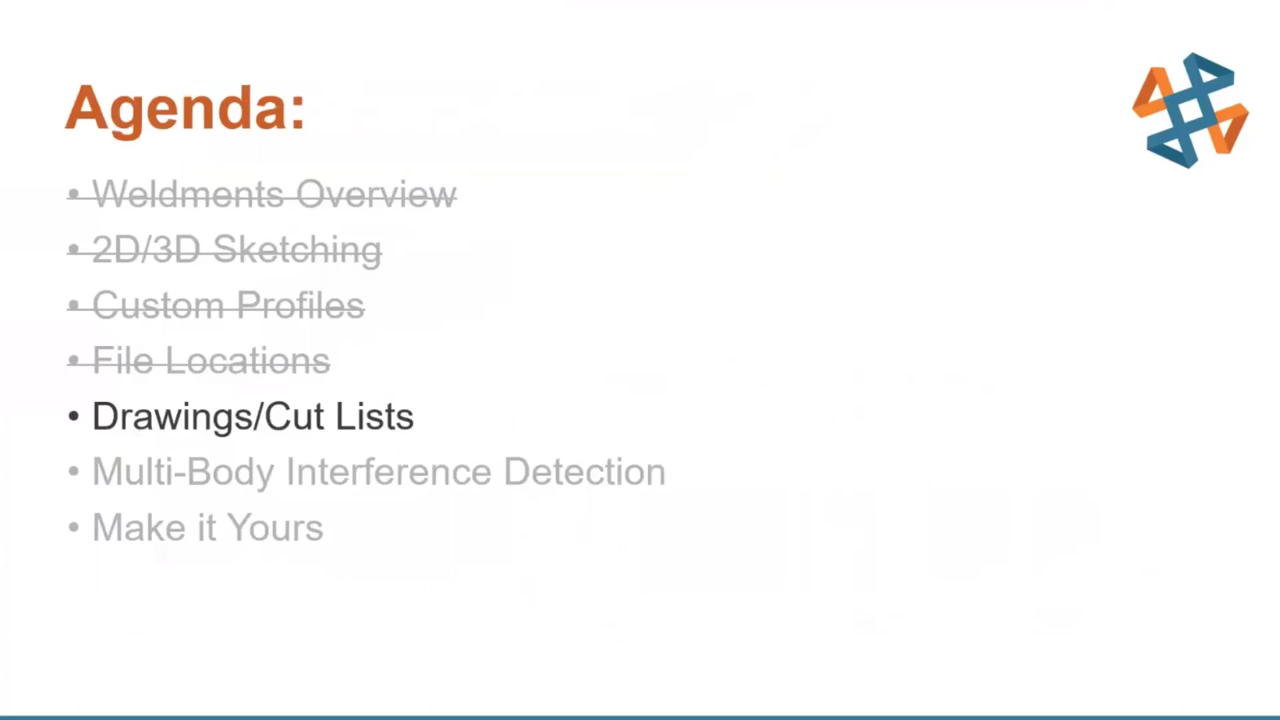 Agenda:
• Weldments Overview
• 2D/3D Sketching
• Custom Profiles
• File Locations
• Drawings/Cut Lists
• Multi-Body Interference Detection
• Make it Yours